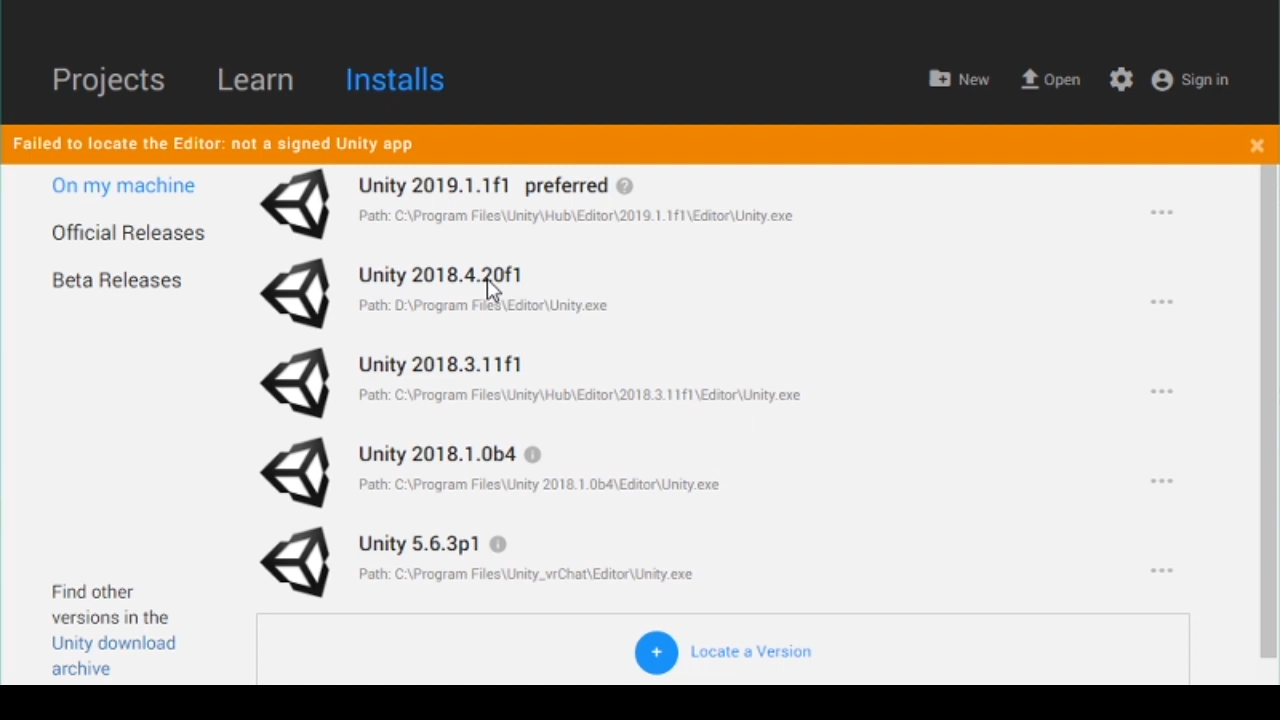 Projects Learn Installs New Open Sign in
Failed to locate the Editor: not a signed Unity app
On my machine
Official Releases
Beta Releases
Unity 2019.1.1f1 preferred
Path: C:\Program Files\Unity\Hub\Editor\2019.1.1f1\Editor\Unity.exe
Unity 2018.4.20f1
Path: D:\Program Files\Editor\Unity.exe
Unity 2018.3.11f1
Path: C:\Program Files\Unity\Hub\Editor\2018.3.11f1\Editor\Unity.exe
Unity 2018.1.0b4
Path: C:\Program Files\Unity 2018.1.0b4\Editor\Unity.exe
Unity 5.6.3p1
Path: C:\Program Files\Unity_vrChat\Editor\Unity.exe
Find other
versions in the
Unity download
archive
Locate a Version